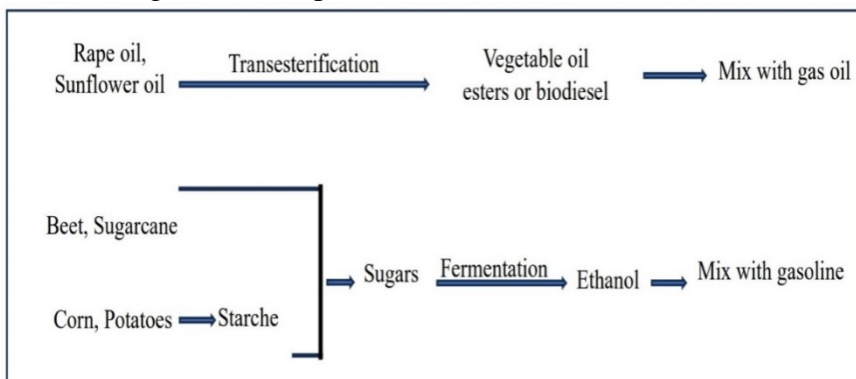 Rape oil,
Sunflower oil
Transesterification
Vegetable oil
esters or biodiesel
Mix with gas oil
Beet, Sugarcane
Corn, Potatoes
Starche
Sugars
Fermentation
Ethanol
Mix with gasoline